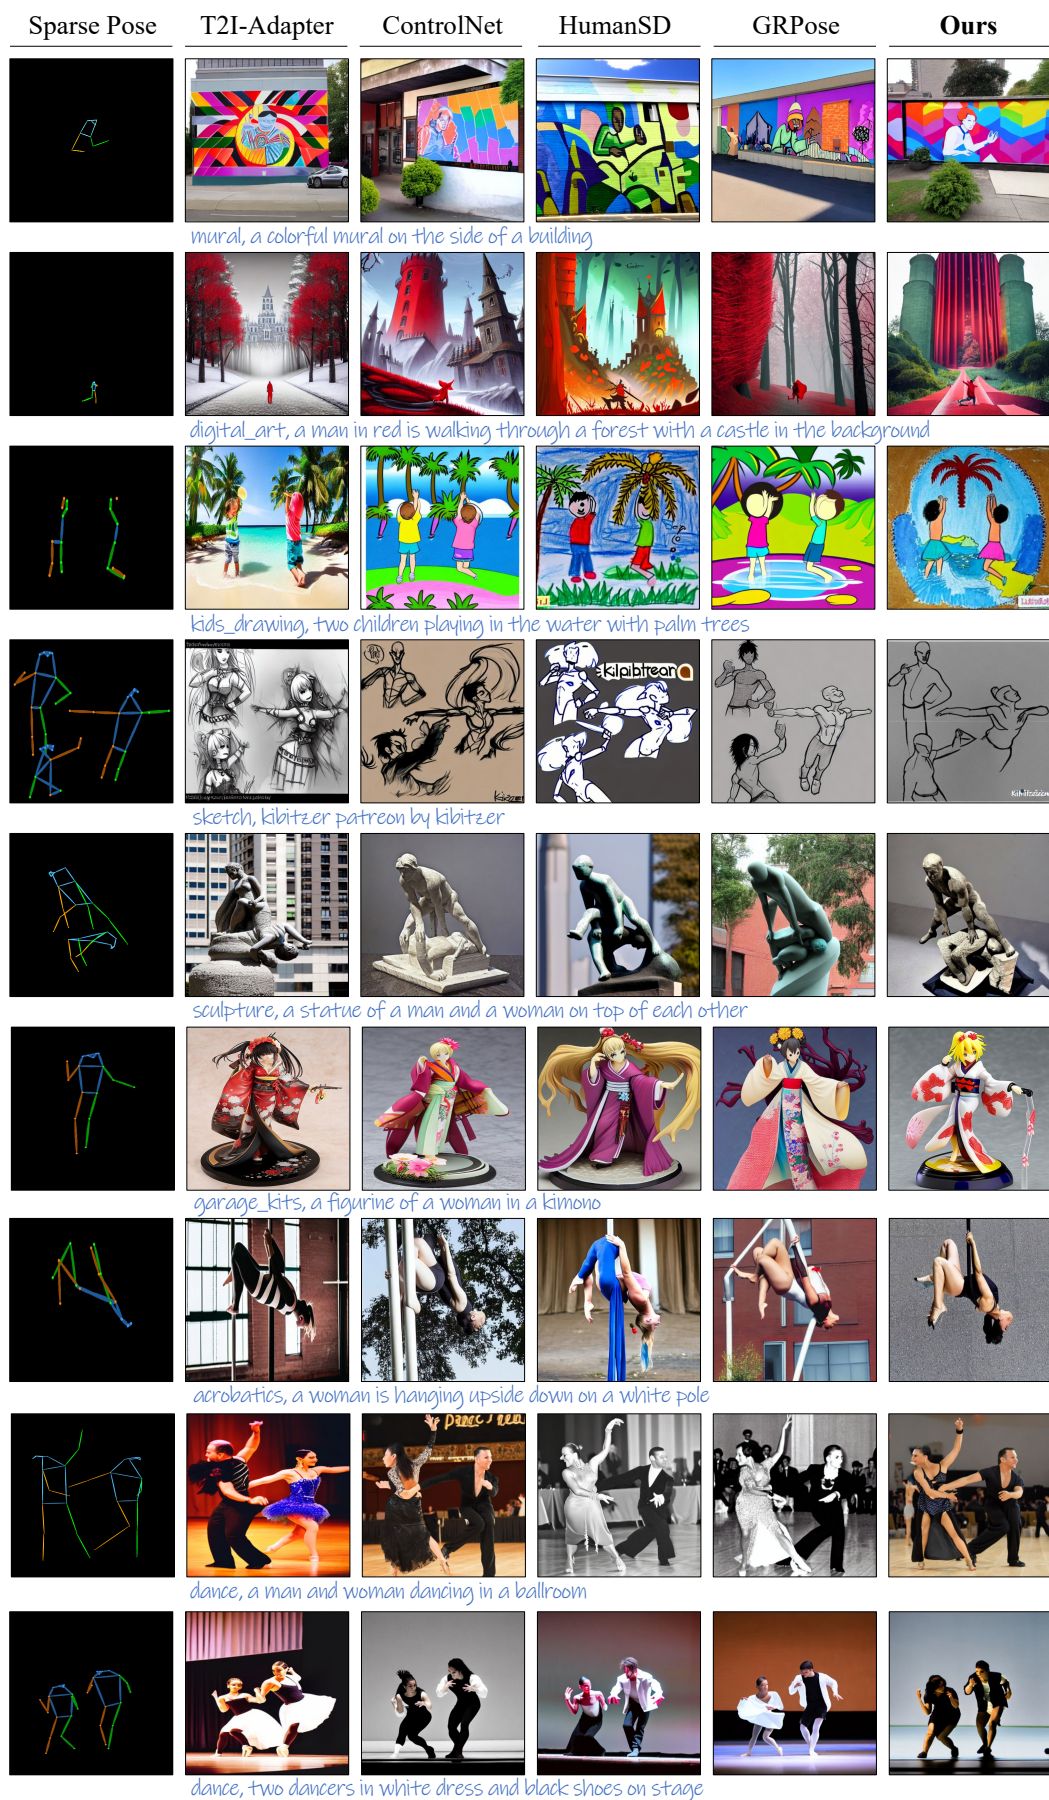 Sparse Pose T2I-Adapter ControlNet HumanSD GRPose Ours
mural, a colorful mural on the side of a building
digital_art, a man in red is walking through a forest with a castle in the background
kids_drawing, two children playing in the water with palm trees
sketch, kibitzer patreon by kibitzer
sculpture, a statue of a man and a woman on top of each other
garage_kits, a figurine of a woman in a kimono
acrobatics, a woman is hanging upside down on a white pole
dance, a man and woman dancing in a ballroom
dance, two dancers in white dress and black shoes on stage